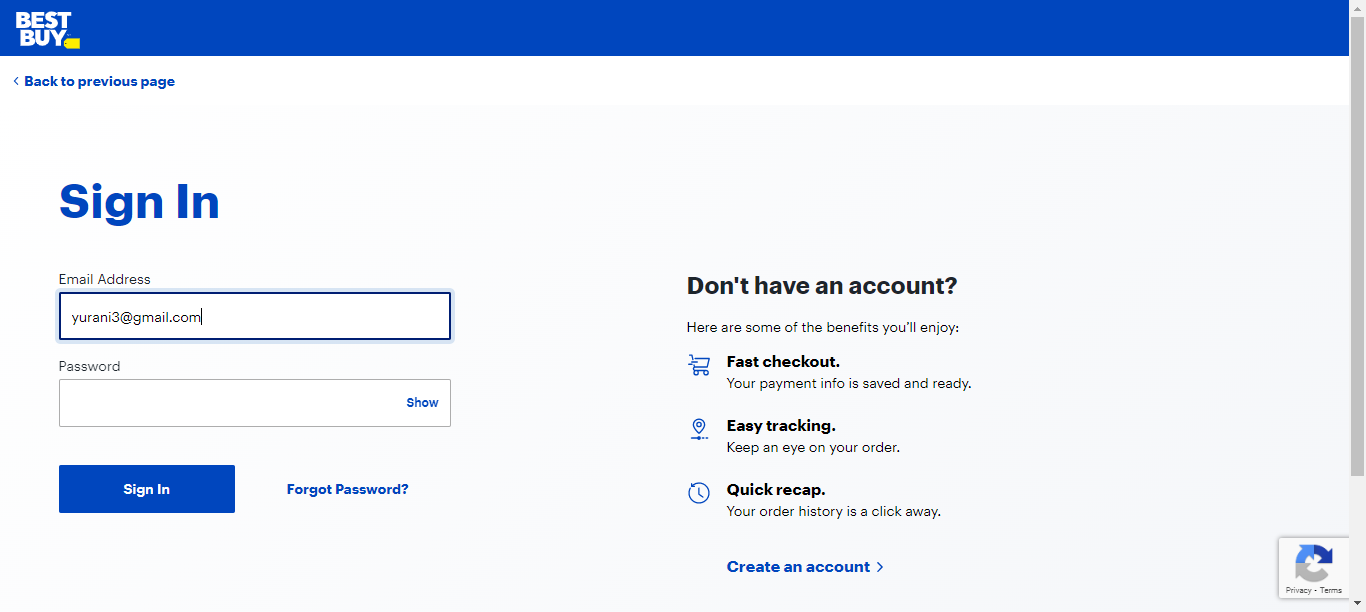 BEST
BUY
Back to previous page
Sign In
Email Address
yurani3@gmail.com
Password
Show
Sign In
Forgot Password?
Don't have an account?
Here are some of the benefits you’ll enjoy:
Fast checkout.
Your payment info is saved and ready.
Easy tracking.
Keep an eye on your order.
Quick recap.
Your order history is a click away.
Create an account
Privacy - Terms